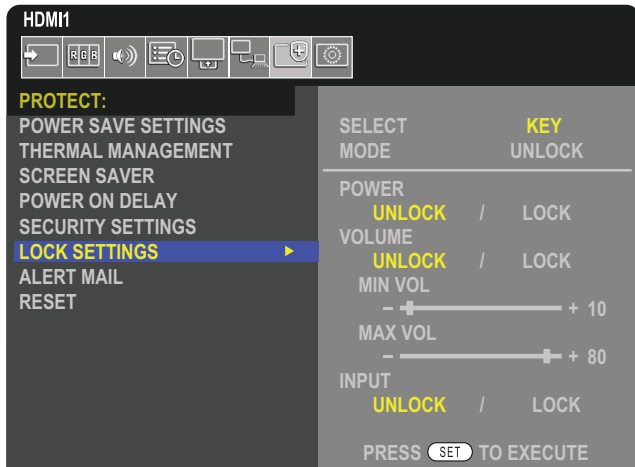 HDMI1
RGB
PROTECT:
POWER SAVE SETTINGS
THERMAL MANAGEMENT
SCREEN SAVER
POWER ON DELAY
SECURITY SETTINGS
LOCK SETTINGS
ALERT MAIL
RESET
SELECT KEY
MODE UNLOCK
POWER
UNLOCK / LOCK
VOLUME
UNLOCK / LOCK
MIN VOL
- + 10
MAX VOL
- + 80
INPUT
UNLOCK / LOCK
PRESS SET TO EXECUTE